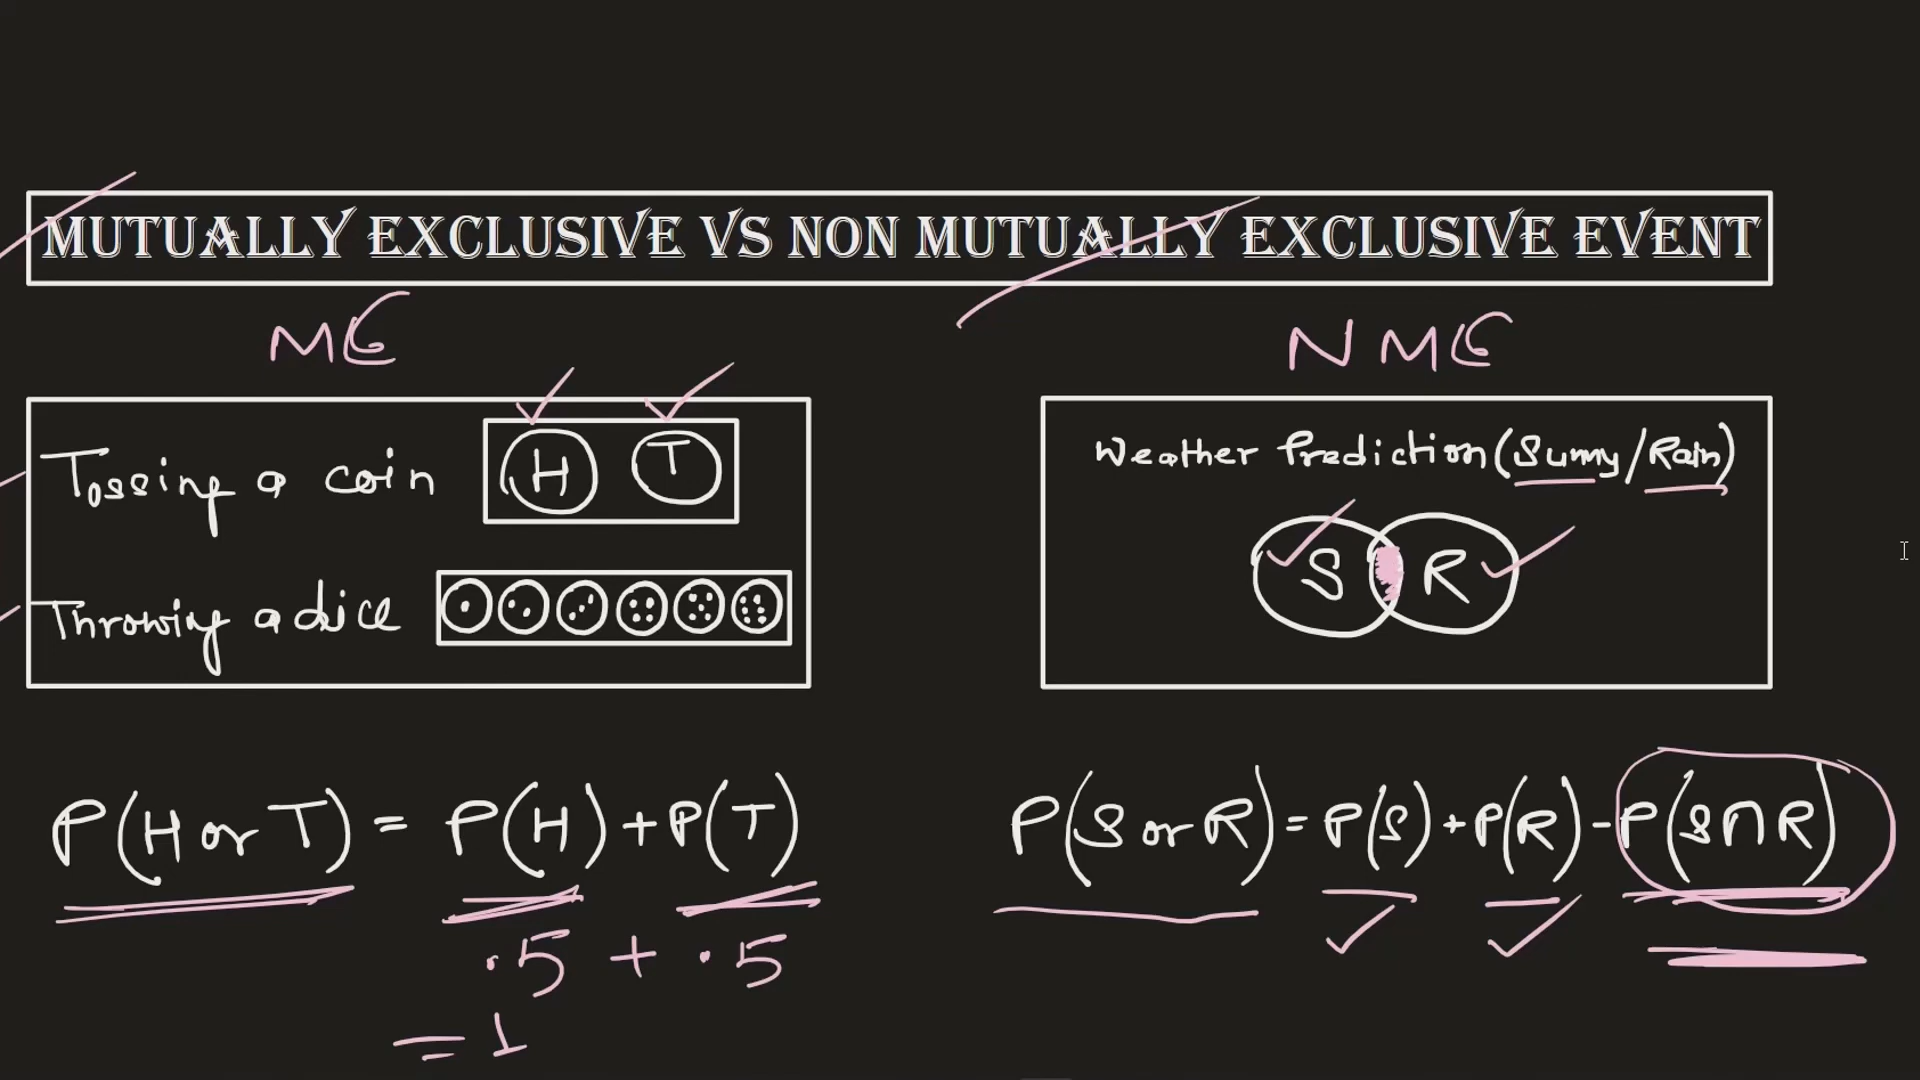 MUTUALLY EXCLUSIVE VS NON MUTUALLY EXCLUSIVE EVENT
ME
NME
Tossing a coin H T
Throwing a dice
Weather Prediction (Sunny/Rain)
S R
P(H or T) = P(H) + P(T)
.5 + .5
= 1
P(S or R) = P(S) + P(R) - P(S∩R)